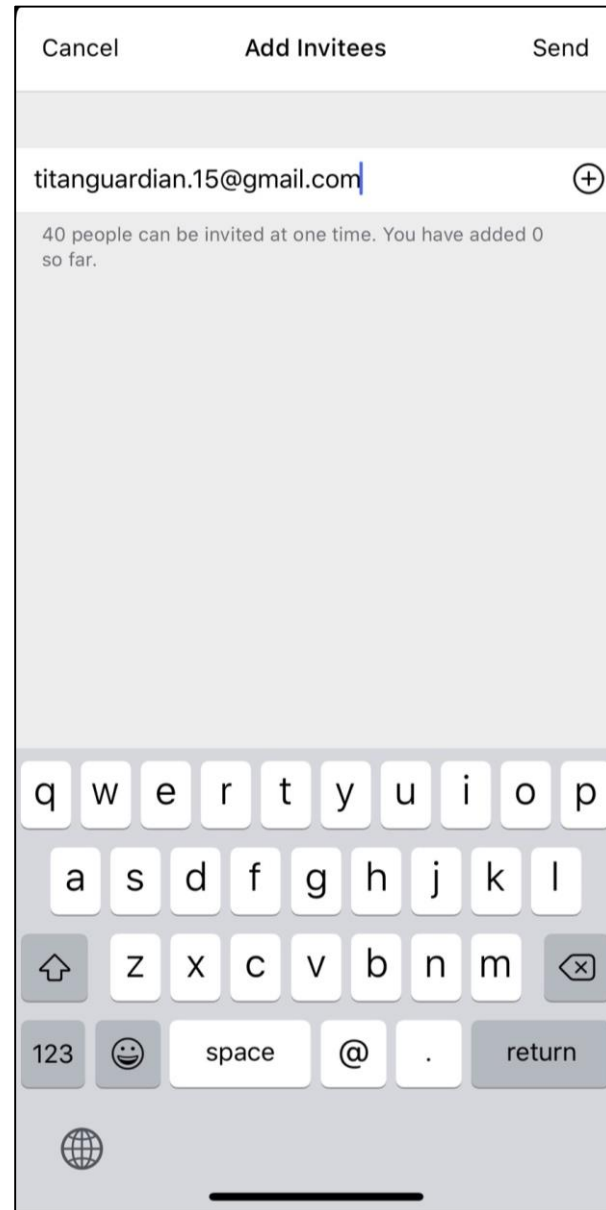 Cancel Add Invitees Send
titanguardian.15@gmail.com
40 people can be invited at one time. You have added 0
so far.
q w e r t y u i o p
a s d f g h j k l
z x c v b n m
123 space @ . return